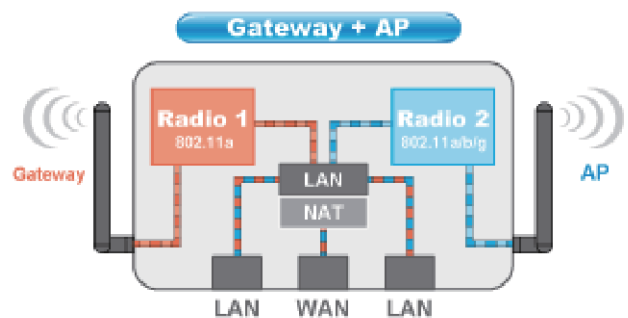 Gateway + AP
Radio 1
802.11a
Radio 2
802.11a/b/g
Gateway
AP
LAN
NAT
LAN
WAN
LAN